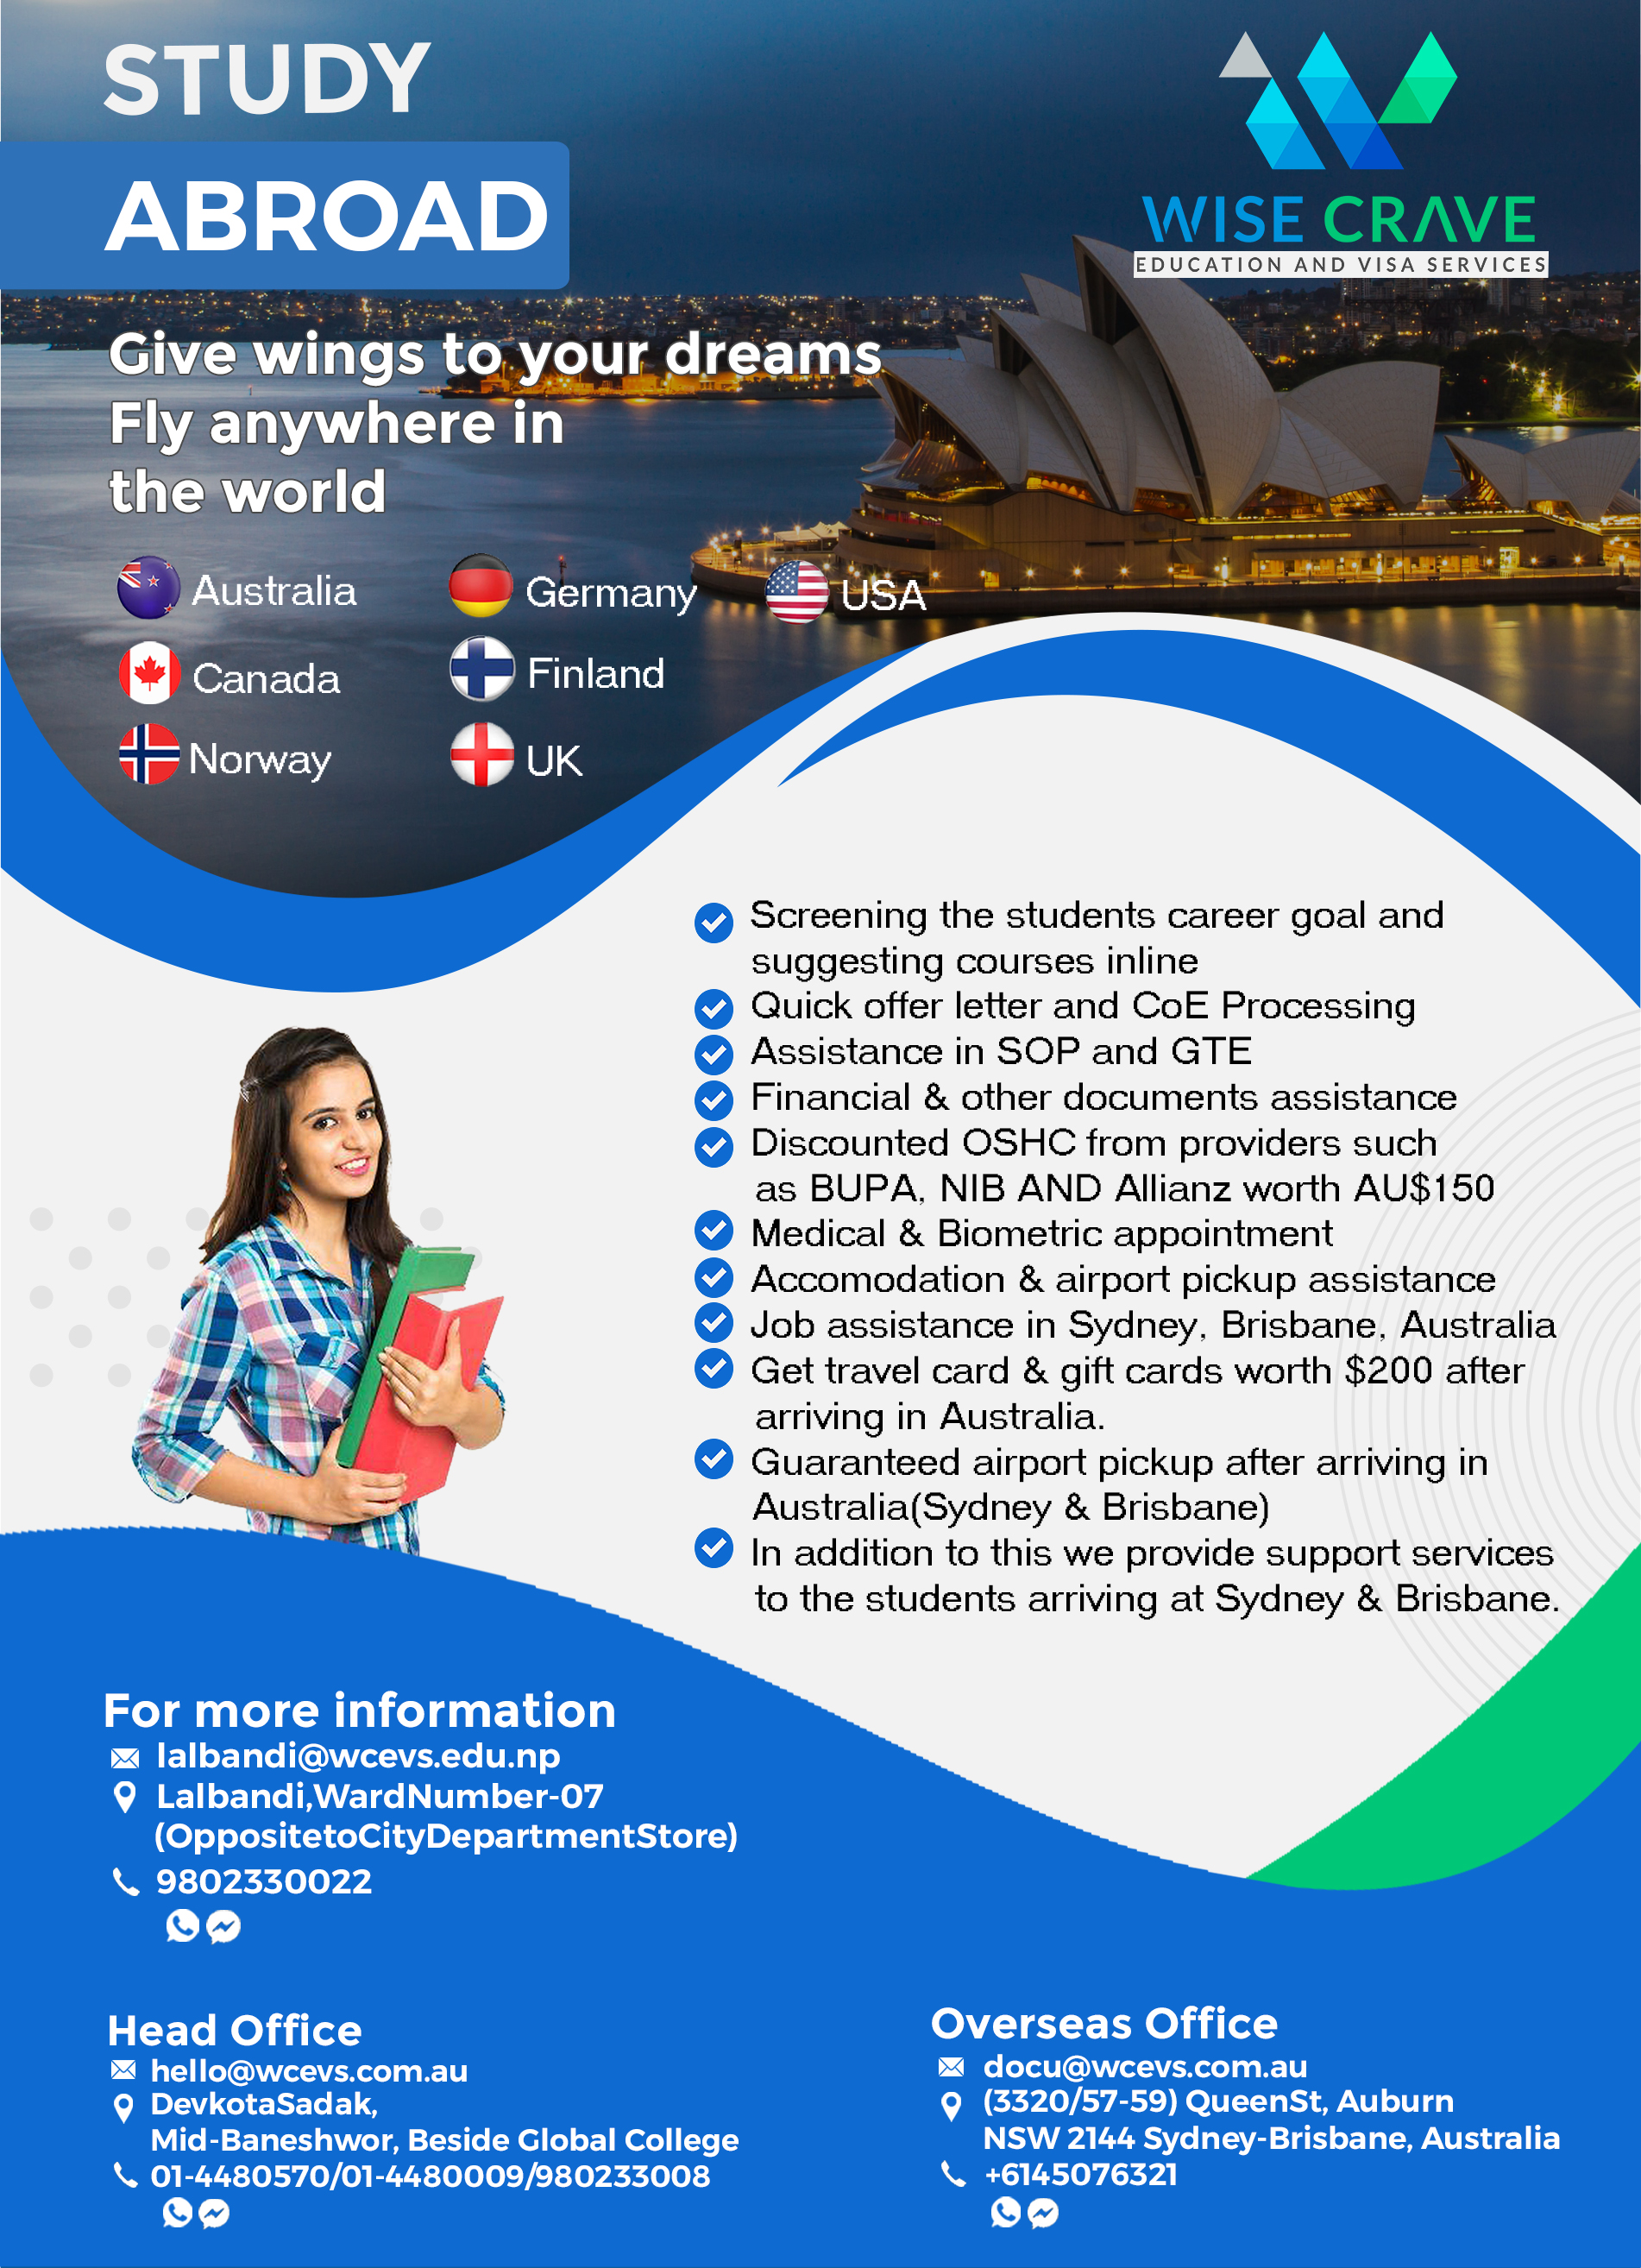 STUDY
ABROAD
WISE CRAVE
EDUCATION AND VISA SERVICES
Give wings to your dreams
Fly anywhere in
the world
Australia
Germany
USA
Canada
Finland
Norway
UK
Screening the students career goal and
suggesting courses inline
Quick offer letter and CoE Processing
Assistance in SOP and GTE
Financial & other documents assistance
Discounted OSHC from providers such
as BUPA, NIB AND Allianz worth AU$150
Medical & Biometric appointment
Accomodation & airport pickup assistance
Job assistance in Sydney, Brisbane, Australia
Get travel card & gift cards worth $200 after
arriving in Australia.
Guaranteed airport pickup after arriving in
Australia(Sydney & Brisbane)
In addition to this we provide support services
to the students arriving at Sydney & Brisbane.
For more information
lalbandi@wcevs.edu.np
Lalbandi,WardNumber-07
(OppositetoCityDepartmentStore)
9802330022
Head Office
hello@wcevs.com.au
DevkotaSadak,
Mid-Baneshwor, Beside Global College
01-4480570/01-4480009/980233008
Overseas Office
docu@wcevs.com.au
(3320/57-59) QueenSt, Auburn
NSW 2144 Sydney-Brisbane, Australia
+6145076321